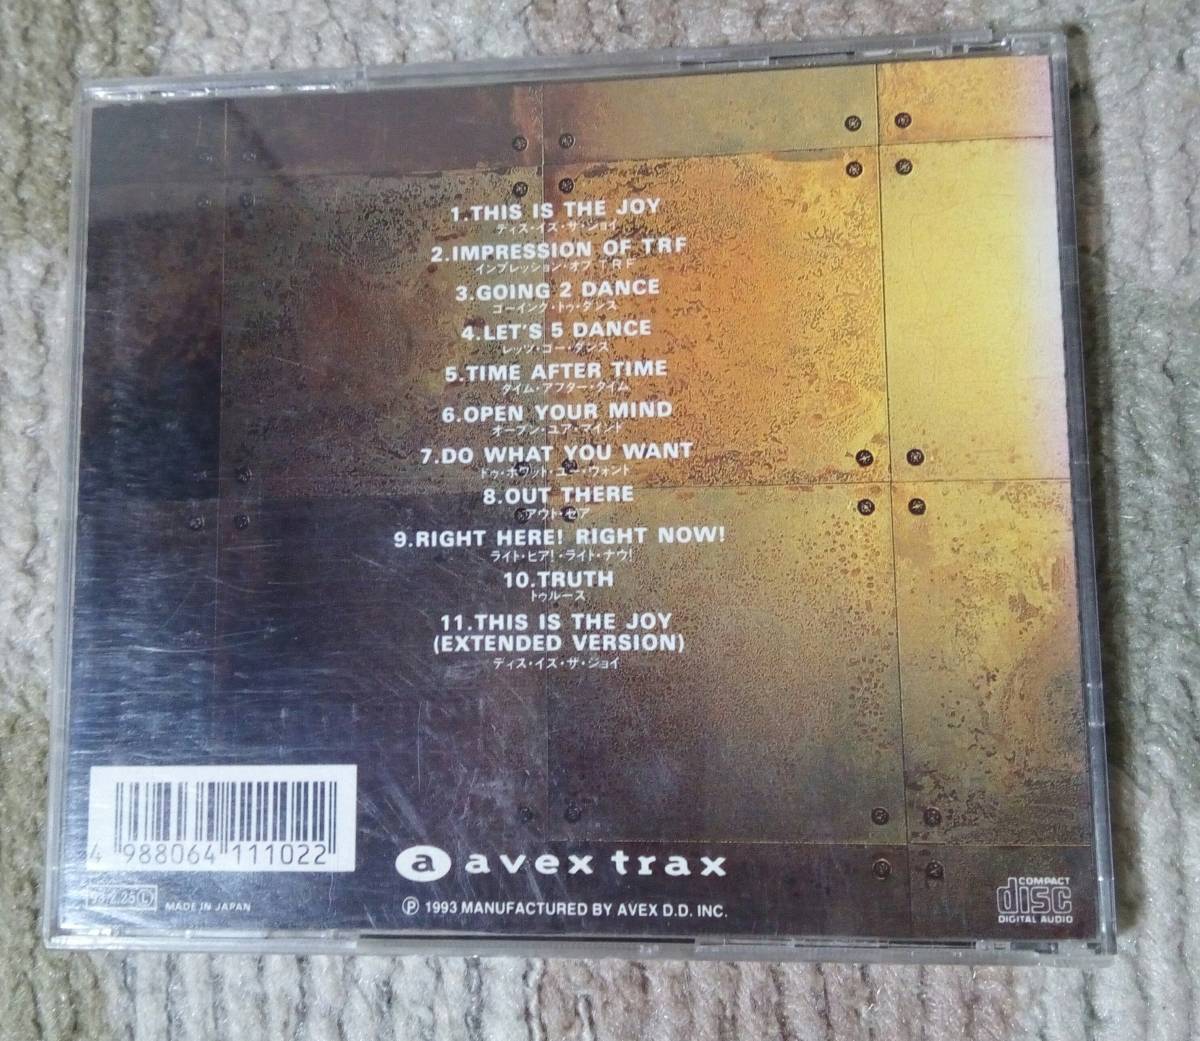 1.THIS IS THE JOY
ディス・イズ・ザ・ジョイ
2.IMPRESSION OF TRF
インプレッション・オブ TRF
3.GOING 2 DANCE
ゴーイング・トゥ・ダンス
4.LET'S 5 DANCE
レッツ・ゴー・ダンス
5.TIME AFTER TIME
タイム・アフター・タイム
6.OPEN YOUR MIND
オープン・ユア・マインド
7.DO WHAT YOU WANT
ドゥ・ホワット・ユー・ウォント
8.OUT THERE
アウト・ゼア
9.RIGHT HERE! RIGHT NOW!
ライト・ヒア!・ライト・ナウ!
10.TRUTH
トゥルース
11.THIS IS THE JOY
(EXTENDED VERSION)
ディス・イズ・ザ・ジョイ
4 988064 111022
93.2.25 L
MADE IN JAPAN
a avex trax
Ⓟ 1993 MANUFACTURED BY AVEX D.D. INC.
COMPACT
disc
DIGITAL AUDIO